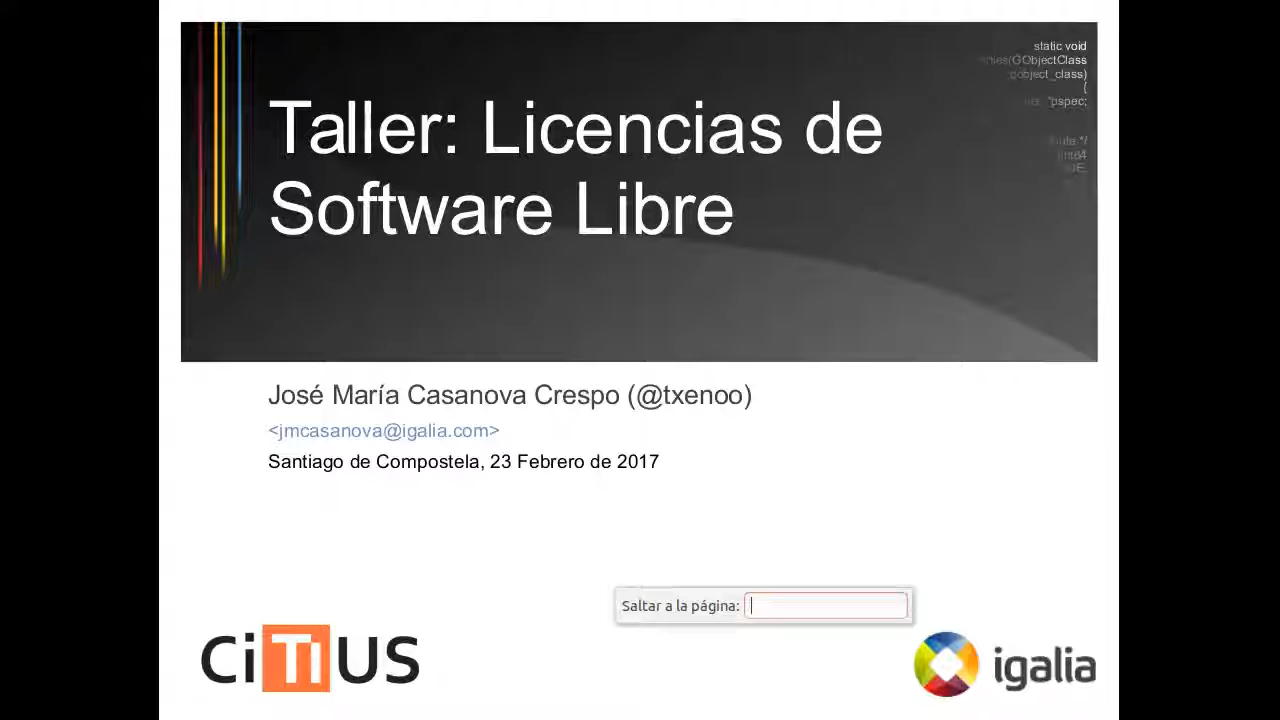 static void
(GObjectClass
gobject_class)
{
*pspec;
*/
Taller: Licencias de
Software Libre
José María Casanova Crespo (@txenoo)
<jmcasanova@igalia.com>
Santiago de Compostela, 23 Febrero de 2017
Saltar a la página:
CiTIUS
igalia